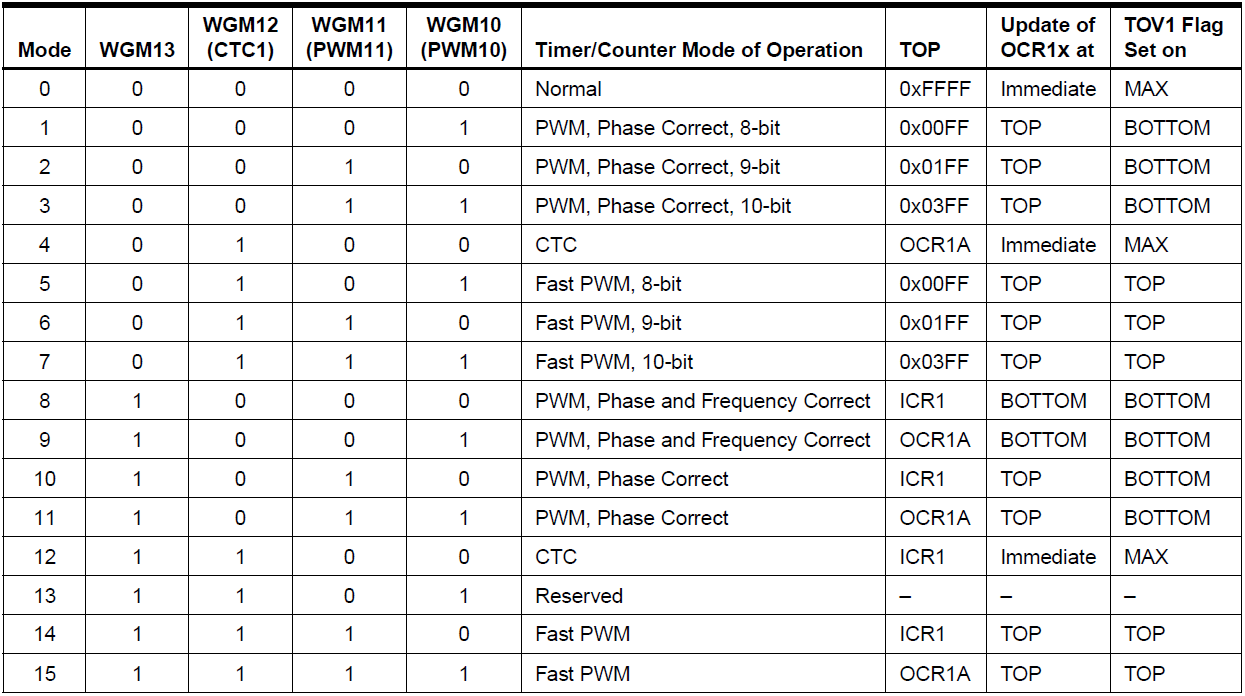 Mode WGM13 WGM12 (CTC1) WGM11 (PWM11) WGM10 (PWM10) Timer/Counter Mode of Operation TOP Update of OCR1x at TOV1 Flag Set on
0 0 0 0 0 Normal 0xFFFF Immediate MAX
1 0 0 0 1 PWM, Phase Correct, 8-bit 0x00FF TOP BOTTOM
2 0 0 1 0 PWM, Phase Correct, 9-bit 0x01FF TOP BOTTOM
3 0 0 1 1 PWM, Phase Correct, 10-bit 0x03FF TOP BOTTOM
4 0 1 0 0 CTC OCR1A Immediate MAX
5 0 1 0 1 Fast PWM, 8-bit 0x00FF TOP TOP
6 0 1 1 0 Fast PWM, 9-bit 0x01FF TOP TOP
7 0 1 1 1 Fast PWM, 10-bit 0x03FF TOP TOP
8 1 0 0 0 PWM, Phase and Frequency Correct ICR1 BOTTOM BOTTOM
9 1 0 0 1 PWM, Phase and Frequency Correct OCR1A BOTTOM BOTTOM
10 1 0 1 0 PWM, Phase Correct ICR1 TOP BOTTOM
11 1 0 1 1 PWM, Phase Correct OCR1A TOP BOTTOM
12 1 1 0 0 CTC ICR1 Immediate MAX
13 1 1 0 1 Reserved – – –
14 1 1 1 0 Fast PWM ICR1 TOP TOP
15 1 1 1 1 Fast PWM OCR1A TOP TOP